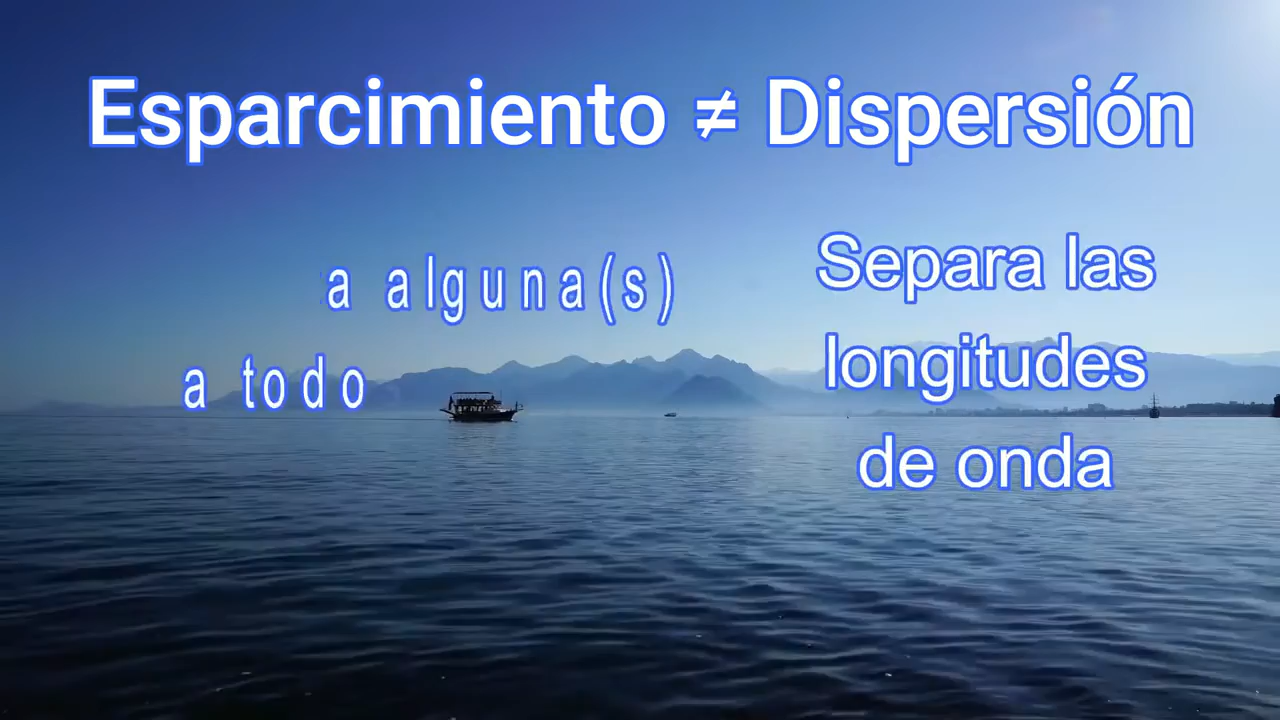 Esparcimiento ≠ Dispersión
a alguna(s)
a todo
Separa las
longitudes
de onda